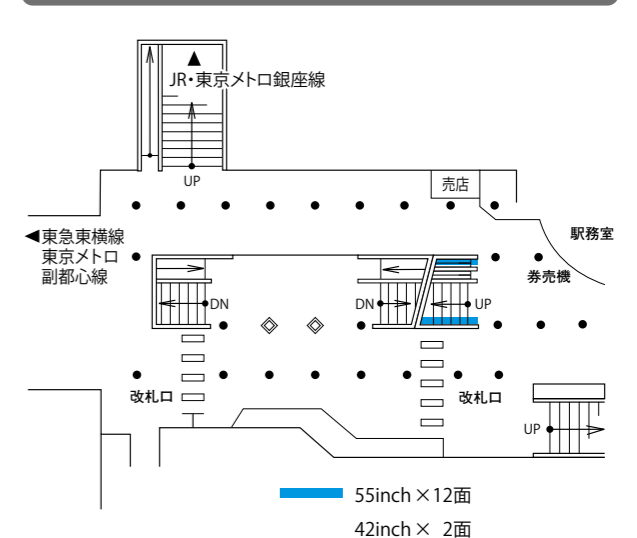 JR・東京メトロ銀座線
UP
売店
◀東急東横線
東京メトロ
副都心線
駅務室
券売機
DN
DN
UP
改札口
改札口
UP
55inch×12面
42inch× 2面